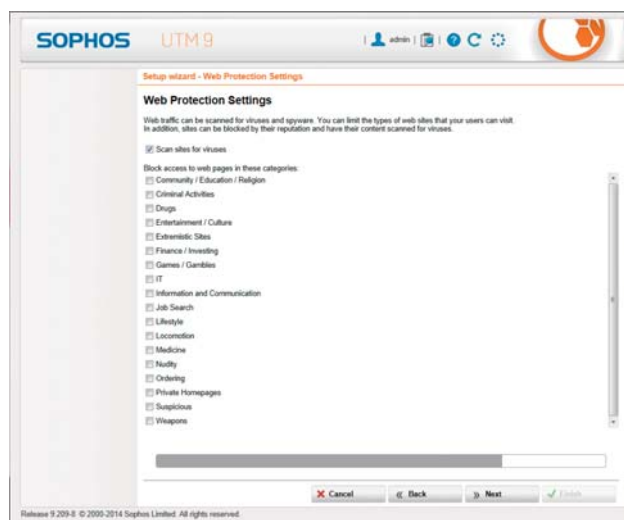 SOPHOS UTM 9 | admin | |
Setup wizard - Web Protection Settings
Web Protection Settings
Web traffic can be scanned for viruses and spyware. You can limit the types of web sites that your users can visit.
In addition, sites can be blocked by their reputation and have their content scanned for viruses.
Scan sites for viruses
Block access to web pages in these categories:
Community / Education / Religion
Criminal Activities
Drugs
Entertainment / Culture
Extremistic Sites
Finance / Investing
Games / Gambles
IT
Information and Communication
Job Search
Lifestyle
Locomotion
Medicine
Nudity
Ordering
Private Homepages
Suspicious
Weapons
Cancel Back Next Finish
Release 9.209-8 © 2000-2014 Sophos Limited. All rights reserved.